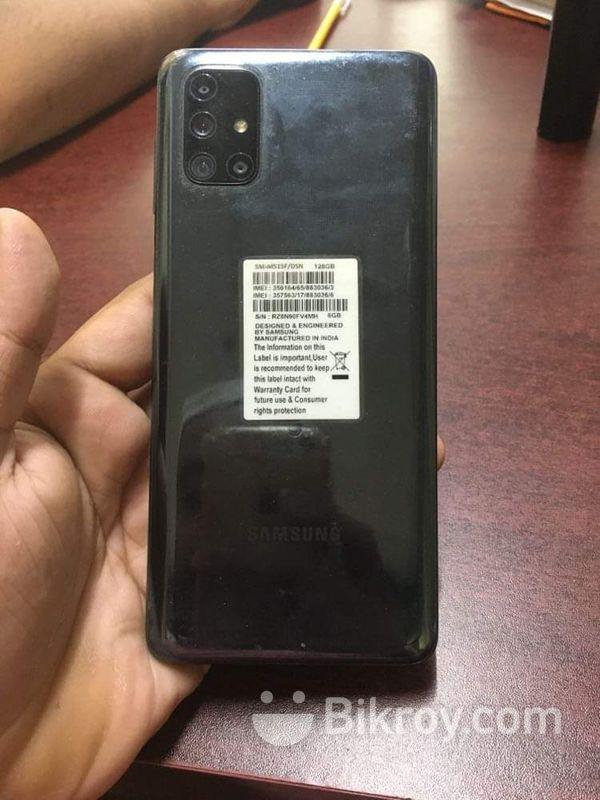 SM-M515F/DSN 128GB
IMEI : 356164/65/883036/3
IMEI : 357563/17/883036/6
S/N : RZ8N90FV4MH 6GB
DESIGNED & ENGINEERED
BY SAMSUNG
MANUFACTURED IN INDIA
The Information on this
Label is important,User
is recommended to keep
this label intact with
Warranty Card for
future use & Consumer
rights protection
SAMSUNG
Bikroy.com